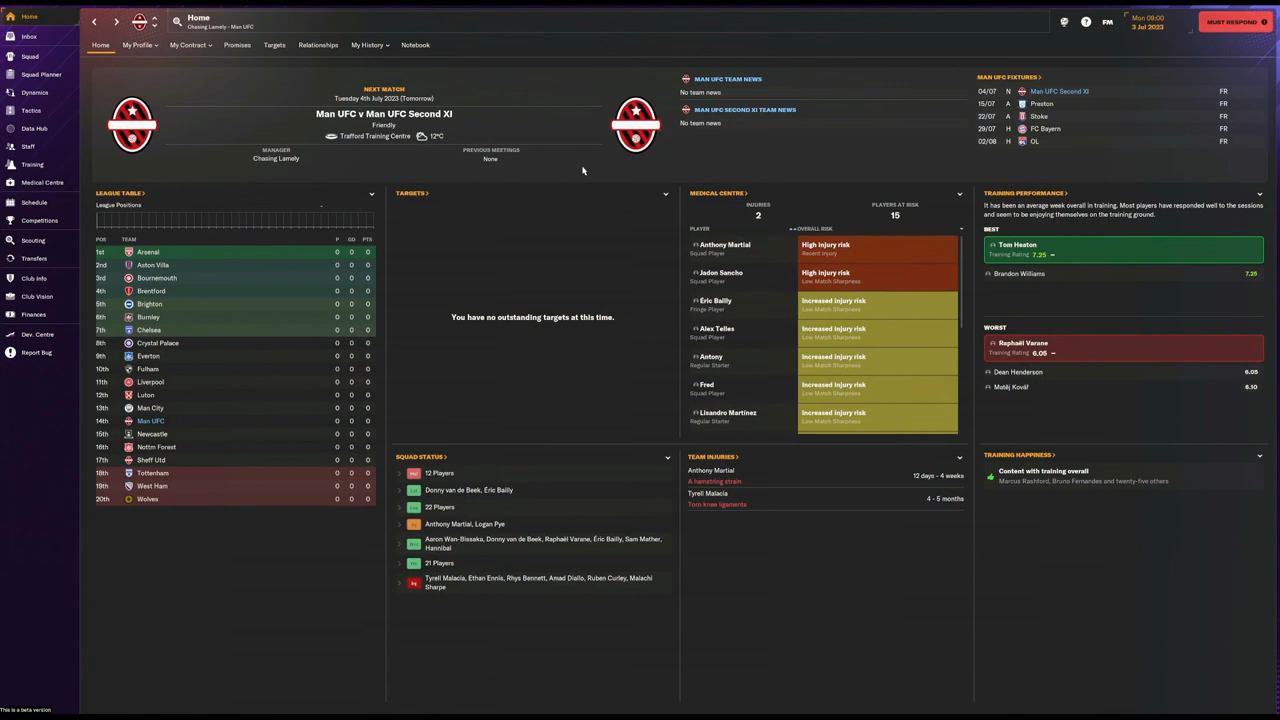 Home
Inbox
Squad
Squad Planner
Dynamics
Tactics
Data Hub
Staff
Training
Medical Centre
Schedule
Competitions
Scouting
Transfers
Club Info
Club Vision
Finances
Dev. Centre
Report Bug
This is a beta version
Home
Chasing Lamely - Man UFC
FM
Mon 09:00
3 Jul 2023
MUST RESPOND
Home
My Profile
My Contract
Promises
Targets
Relationships
My History
Notebook
NEXT MATCH
Tuesday 4th July 2023 (Tomorrow)
Man UFC v Man UFC Second XI
Friendly
Trafford Training Centre 12°C
MANAGER
Chasing Lamely
PREVIOUS MEETINGS
None
MAN UFC TEAM NEWS
No team news
MAN UFC SECOND XI TEAM NEWS
No team news
MAN UFC FIXTURES >
04/07 N Man UFC Second XI FR
15/07 A Preston FR
22/07 A Stoke FR
29/07 H FC Bayern FR
02/08 H OL FR
LEAGUE TABLE >
League Positions -
POS TEAM P GD PTS
1st Arsenal 0 0 0
2nd Aston Villa 0 0 0
3rd Bournemouth 0 0 0
4th Brentford 0 0 0
5th Brighton 0 0 0
6th Burnley 0 0 0
7th Chelsea 0 0 0
8th Crystal Palace 0 0 0
9th Everton 0 0 0
10th Fulham 0 0 0
11th Liverpool 0 0 0
12th Luton 0 0 0
13th Man City 0 0 0
14th Man UFC 0 0 0
15th Newcastle 0 0 0
16th Nottm Forest 0 0 0
17th Sheff Utd 0 0 0
18th Tottenham 0 0 0
19th West Ham 0 0 0
20th Wolves 0 0 0
TARGETS >
You have no outstanding targets at this time.
SQUAD STATUS >
12 Players
Donny van de Beek, Éric Bailly
22 Players
Anthony Martial, Logan Pye
Aaron Wan-Bissaka, Donny van de Beek, Raphaël Varane, Éric Bailly, Sam Mather,
Hannibal
21 Players
Inj
Tyrell Malacia, Ethan Ennis, Rhys Bennett, Amad Diallo, Ruben Curley, Malachi
Sharpe
MEDICAL CENTRE >
INJURIES
2
PLAYERS AT RISK
15
PLAYER OVERALL RISK
Anthony Martial High injury risk
Squad Player Recent injury
Jadon Sancho High injury risk
Squad Player Low Match Sharpness
Éric Bailly Increased injury risk
Fringe Player Low Match Sharpness
Alex Telles Increased injury risk
Squad Player Low Match Sharpness
Antony Increased injury risk
Regular Starter Low Match Sharpness
Fred Increased injury risk
Squad Player Low Match Sharpness
Lisandro Martínez Increased injury risk
Regular Starter Low Match Sharpness
TEAM INJURIES >
Anthony Martial 12 days - 4 weeks
A hamstring strain
Tyrell Malacia 4 - 5 months
Torn knee ligaments
TRAINING PERFORMANCE >
It has been an average week overall in training. Most players have responded well to the sessions
and seem to be enjoying themselves on the training ground.
BEST
Tom Heaton
Training Rating 7.25 –
Brandon Williams 7.25
WORST
Raphaël Varane
Training Rating 6.05 –
Dean Henderson 6.05
Matěj Kovář 6.10
TRAINING HAPPINESS >
Content with training overall
Marcus Rashford, Bruno Fernandes and twenty-five others